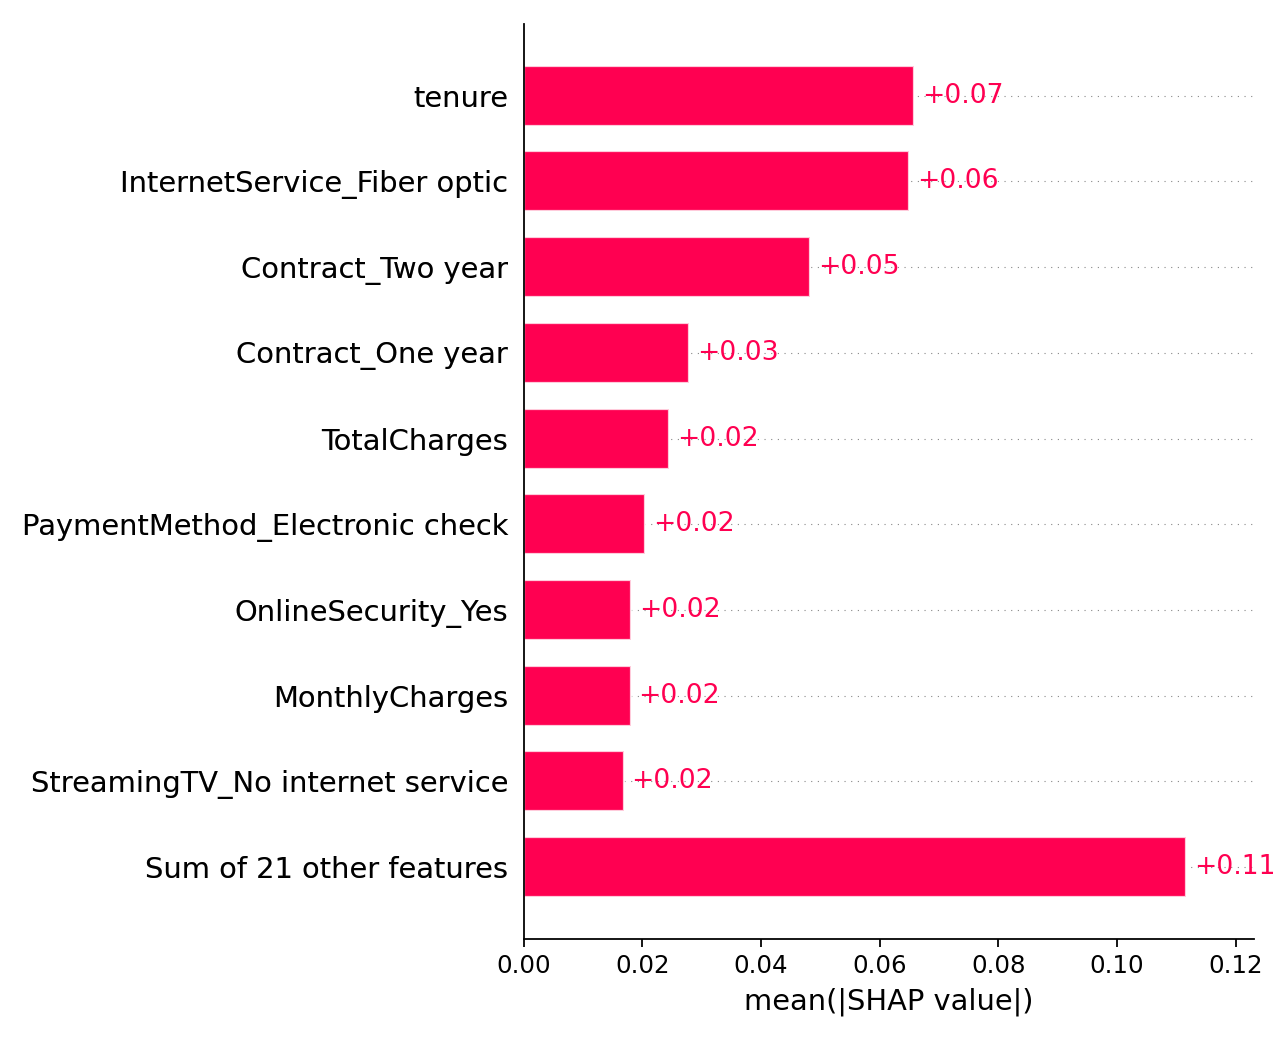 tenure +0.07
InternetService_Fiber optic +0.06
Contract_Two year +0.05
Contract_One year +0.03
TotalCharges +0.02
PaymentMethod_Electronic check +0.02
OnlineSecurity_Yes +0.02
MonthlyCharges +0.02
StreamingTV_No internet service +0.02
Sum of 21 other features +0.11
0.00 0.02 0.04 0.06 0.08 0.10 0.12
mean(|SHAP value|)